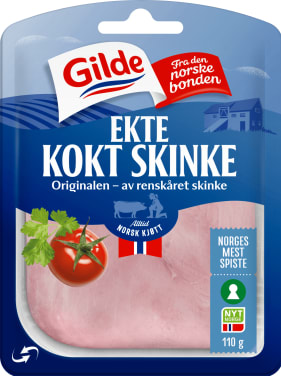 Gilde
Fra den
norske
bonden
EKTE
KOKT SKINKE
Originalen – av renskåret skinke
Alltid
NORSK KJØTT
NORGES
MEST
SPISTE
NYT
NORGE
110 g